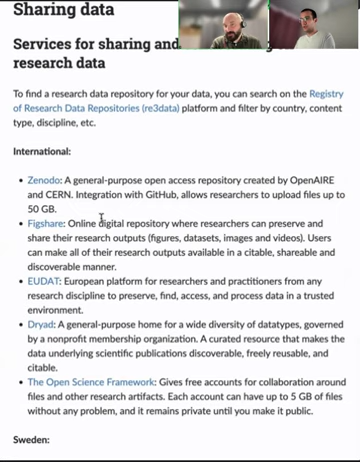 Sharing data
Services for sharing and
research data
To find a research data repository for your data, you can search on the Registry
of Research Data Repositories (re3data) platform and filter by country, content
type, discipline, etc.
International:
• Zenodo: A general-purpose open access repository created by OpenAIRE
and CERN. Integration with GitHub, allows researchers to upload files up to
50 GB.
• Figshare: Online digital repository where researchers can preserve and
share their research outputs (figures, datasets, images and videos). Users
can make all of their research outputs available in a citable, shareable and
discoverable manner.
• EUDAT: European platform for researchers and practitioners from any
research discipline to preserve, find, access, and process data in a trusted
environment.
• Dryad: A general-purpose home for a wide diversity of datatypes, governed
by a nonprofit membership organization. A curated resource that makes the
data underlying scientific publications discoverable, freely reusable, and
citable.
• The Open Science Framework: Gives free accounts for collaboration around
files and other research artifacts. Each account can have up to 5 GB of files
without any problem, and it remains private until you make it public.
Sweden: